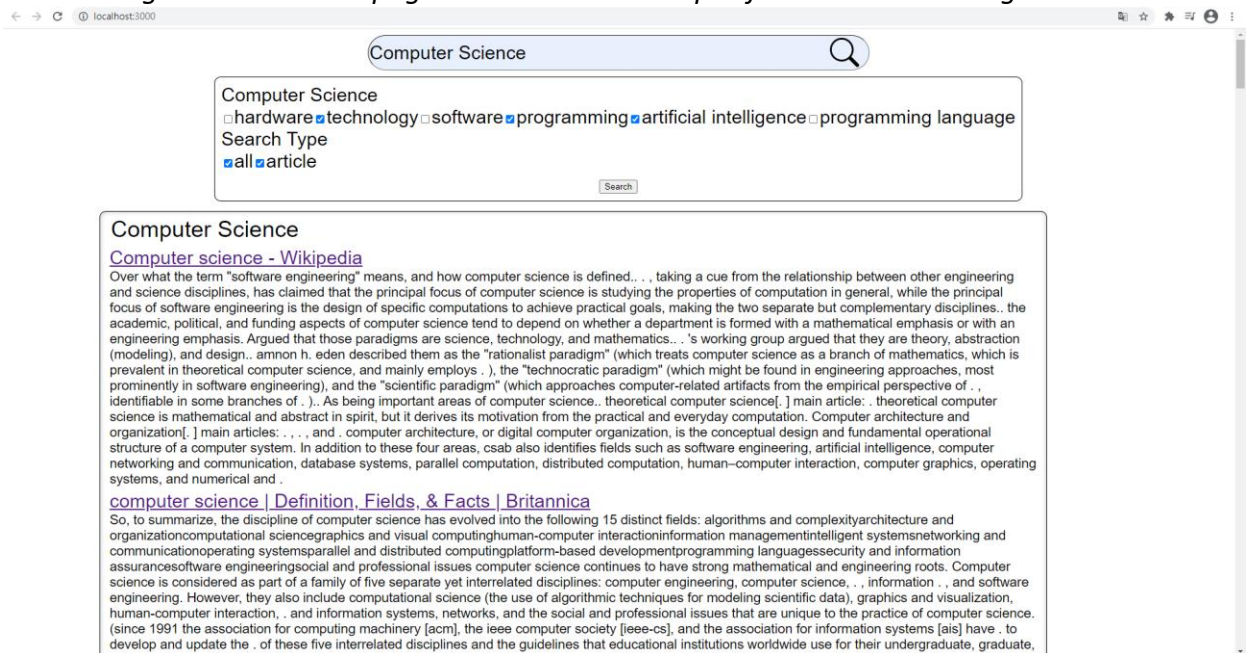 localhost:3000
Computer Science
Computer Science
hardware technology software programming artificial intelligence programming language
Search Type
all article
Search
Computer Science
Computer science - Wikipedia
Over what the term "software engineering" means, and how computer science is defined.. . , taking a cue from the relationship between other engineering
and science disciplines, has claimed that the principal focus of computer science is studying the properties of computation in general, while the principal
focus of software engineering is the design of specific computations to achieve practical goals, making the two separate but complementary disciplines.. the
academic, political, and funding aspects of computer science tend to depend on whether a department is formed with a mathematical emphasis or with an
engineering emphasis. Argued that those paradigms are science, technology, and mathematics.. . 's working group argued that they are theory, abstraction
(modeling), and design.. amnon h. eden described them as the "rationalist paradigm" (which treats computer science as a branch of mathematics, which is
prevalent in theoretical computer science, and mainly employs . ), the "technocratic paradigm" (which might be found in engineering approaches, most
prominently in software engineering), and the "scientific paradigm" (which approaches computer-related artifacts from the empirical perspective of . ,
identifiable in some branches of . ).. As being important areas of computer science.. theoretical computer science[. ] main article: . theoretical computer
science is mathematical and abstract in spirit, but it derives its motivation from the practical and everyday computation. Computer architecture and
organization[. ] main articles: . , . , and . computer architecture, or digital computer organization, is the conceptual design and fundamental operational
structure of a computer system. In addition to these four areas, csab also identifies fields such as software engineering, artificial intelligence, computer
networking and communication, database systems, parallel computation, distributed computation, human–computer interaction, computer graphics, operating
systems, and numerical and .
computer science | Definition, Fields, & Facts | Britannica
So, to summarize, the discipline of computer science has evolved into the following 15 distinct fields: algorithms and complexityarchitecture and
organizationcomputational sciencegraphics and visual computinghuman-computer interactioninformation managementintelligent systemsnetworking and
communicationoperating systemsparallel and distributed computingplatform-based developmentprogramming languagessecurity and information
assurancesoftware engineeringsocial and professional issues computer science continues to have strong mathematical and engineering roots. Computer
science is considered as part of a family of five separate yet interrelated disciplines: computer engineering, computer science, . , information . , and software
engineering. However, they also include computational science (the use of algorithmic techniques for modeling scientific data), graphics and visualization,
human-computer interaction, . and information systems, networks, and the social and professional issues that are unique to the practice of computer science.
(since 1991 the association for computing machinery [acm], the ieee computer society [ieee-cs], and the association for information systems [ais] have . to
develop and update the . of these five interrelated disciplines and the guidelines that educational institutions worldwide use for their undergraduate, graduate,